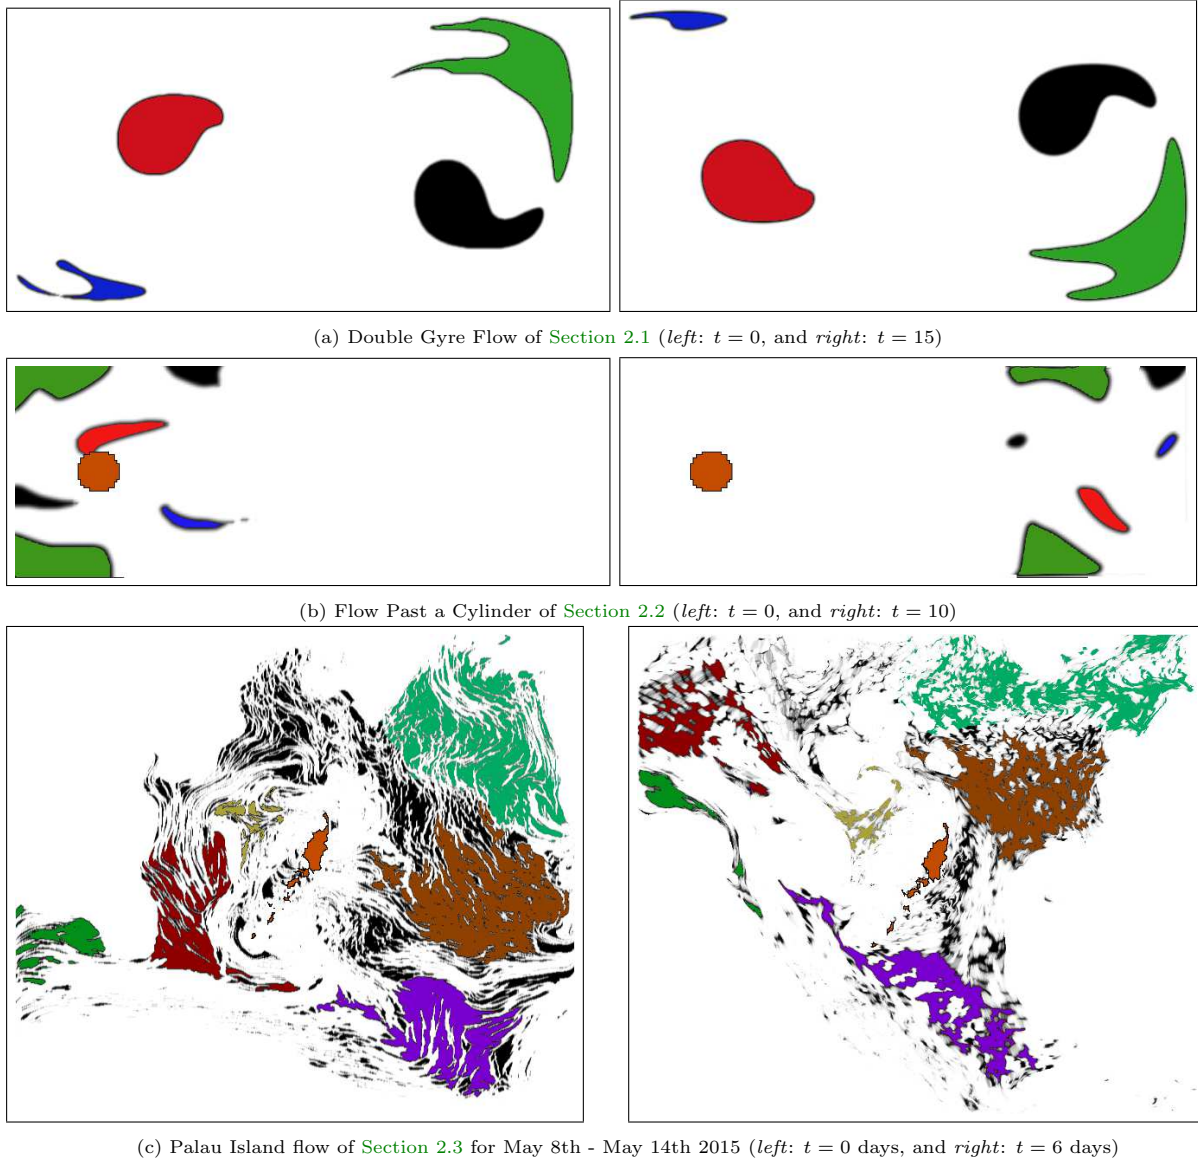 (a) Double Gyre Flow of Section 2.1 (left: t = 0, and right: t = 15)
(b) Flow Past a Cylinder of Section 2.2 (left: t = 0, and right: t = 10)
(c) Palau Island flow of Section 2.3 for May 8th - May 14th 2015 (left: t = 0 days, and right: t = 6 days)